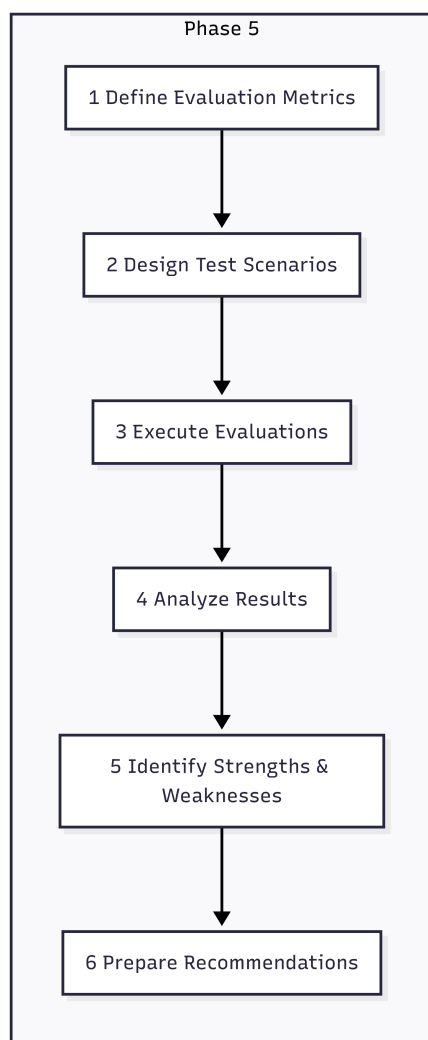 Phase 5
1 Define Evaluation Metrics
2 Design Test Scenarios
3 Execute Evaluations
4 Analyze Results
5 Identify Strengths &
Weaknesses
6 Prepare Recommendations